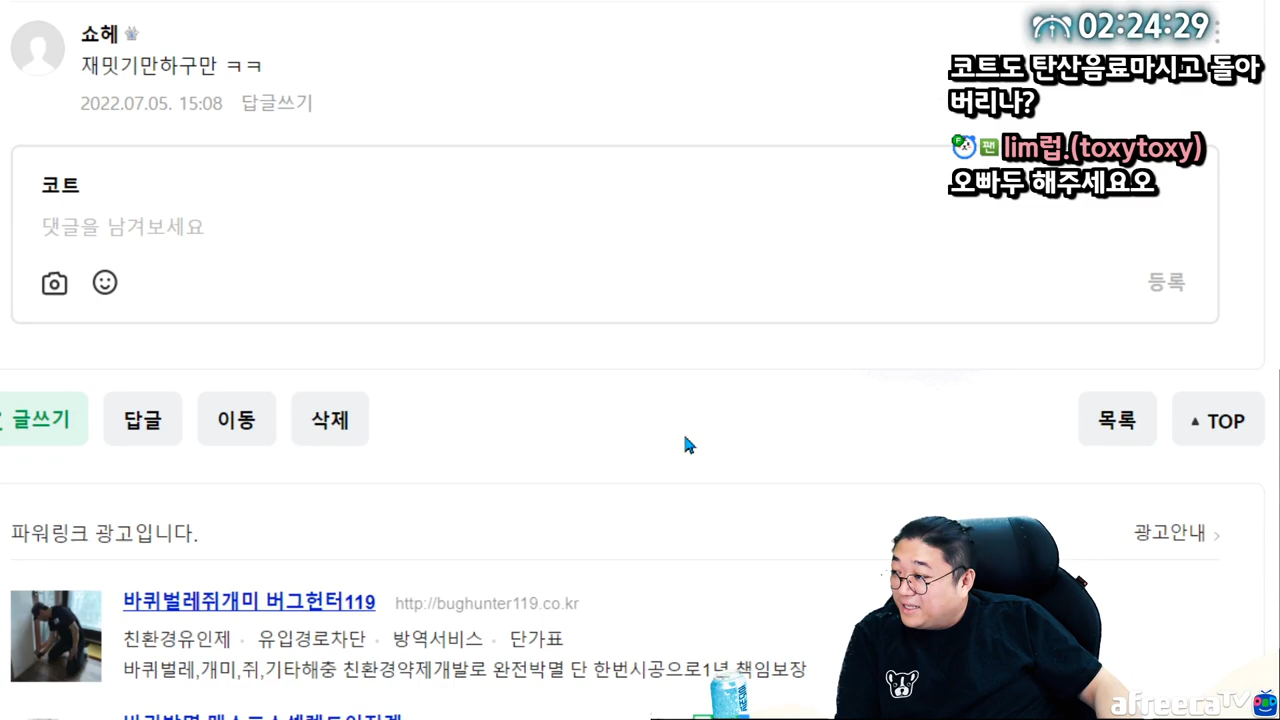 쇼헤
재밋기만하구만 ㅋㅋ
2022.07.05. 15:08 답글쓰기
02:24:29
코트도 탄산음료마시고 돌아
버리나?
팬 lim럽.(toxytoxy)
오빠두 해주세요오
코트
댓글을 남겨보세요
등록
글쓰기 답글 이동 삭제 목록 ▲ TOP
파워링크 광고입니다. 광고안내 >
바퀴벌레쥐개미 버그헌터119 http://bughunter119.co.kr
친환경유인제 · 유입경로차단 · 방역서비스 · 단가표
바퀴벌레,개미,쥐,기타해충 친환경약제개발로 완전박멸 단 한번시공으로1년 책임보장
afreecaTV